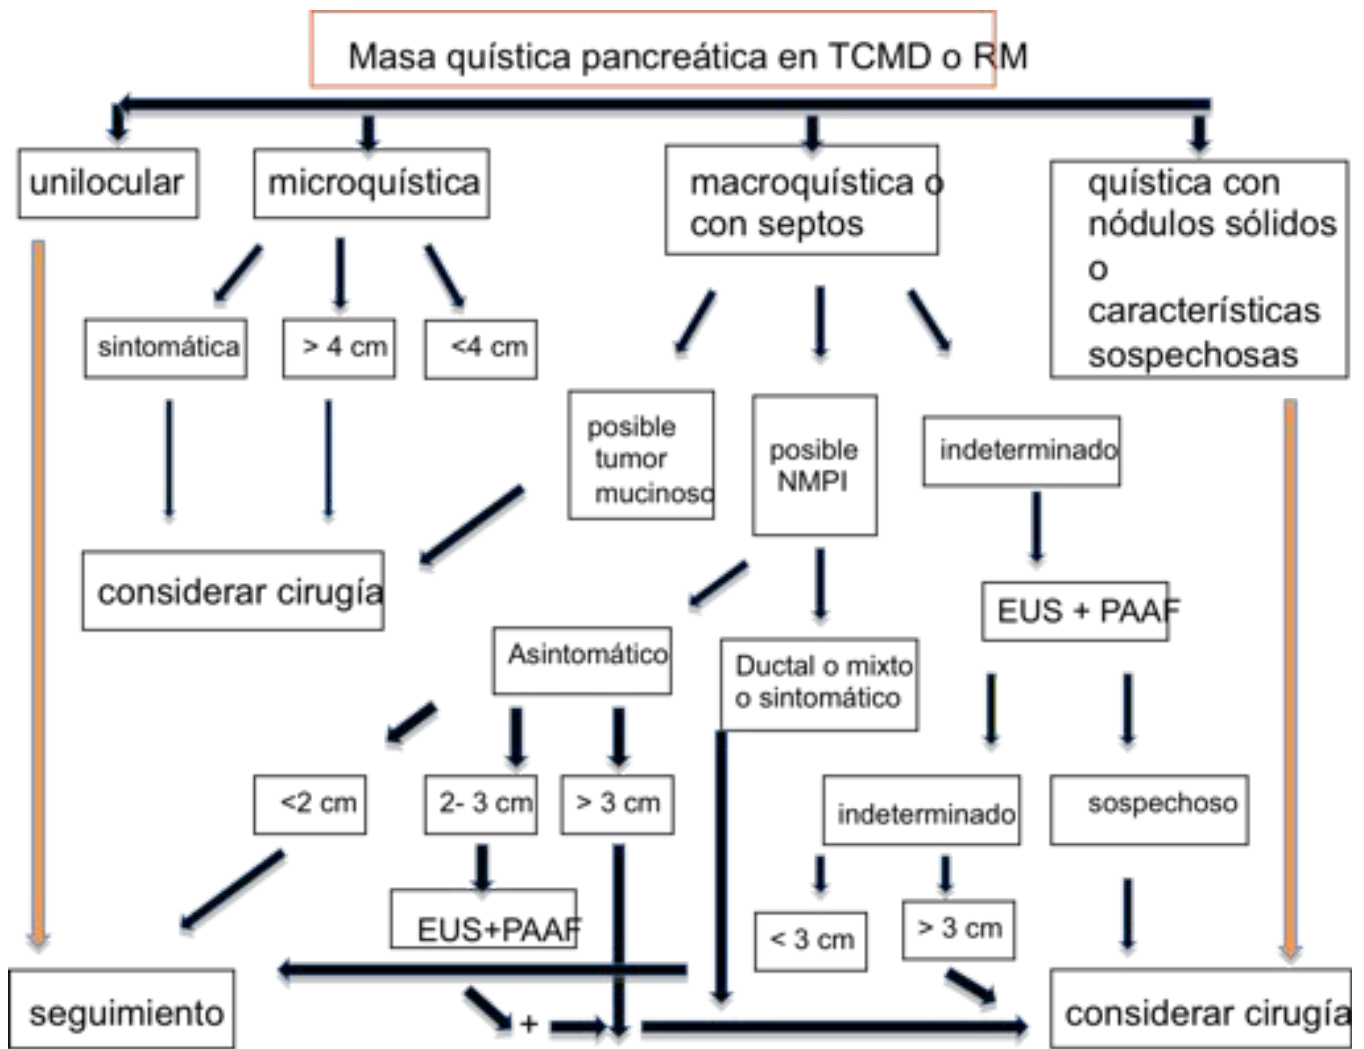 Masa quística pancreática en TCMD o RM
unilocular
microquística
macroquística o
con septos
quística con
nódulos sólidos
o
características
sospechosas
sintomática
> 4 cm
<4 cm
posible
tumor
mucinoso
posible
NMPI
indeterminado
considerar cirugía
EUS + PAAF
Asintomático
Ductal o mixto
o sintomático
<2 cm
2- 3 cm
> 3 cm
indeterminado
sospechoso
EUS+PAAF
< 3 cm
> 3 cm
seguimiento
+
considerar cirugía